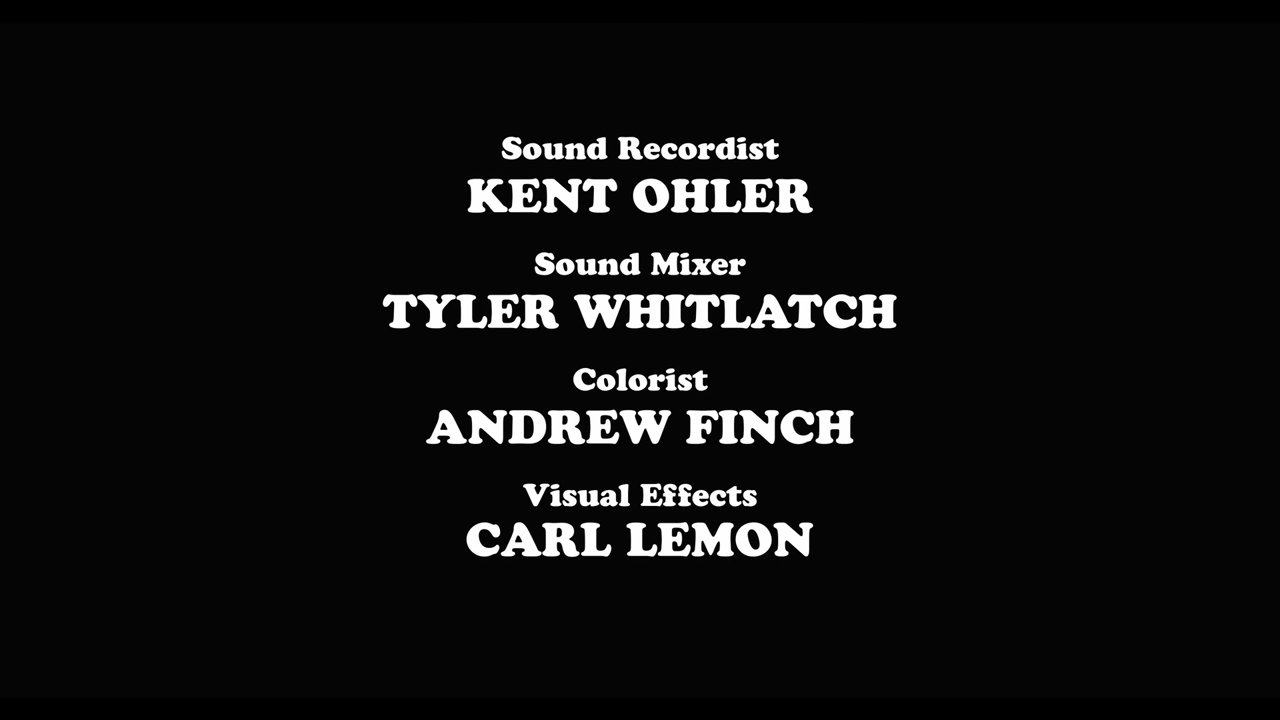 Sound Recordist
KENT OHLER
Sound Mixer
TYLER WHITLATCH
Colorist
ANDREW FINCH
Visual Effects
CARL LEMON